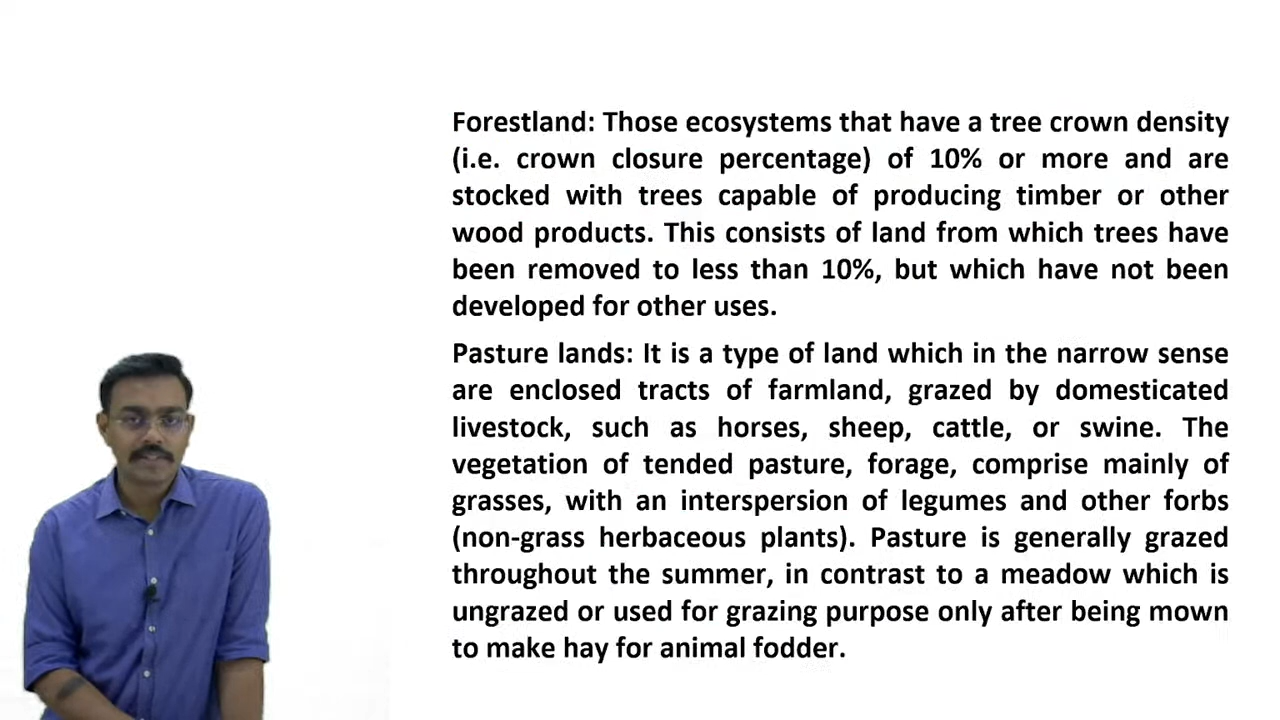 Forestland: Those ecosystems that have a tree crown density
(i.e. crown closure percentage) of 10% or more and are
stocked with trees capable of producing timber or other
wood products. This consists of land from which trees have
been removed to less than 10%, but which have not been
developed for other uses.
Pasture lands: It is a type of land which in the narrow sense
are enclosed tracts of farmland, grazed by domesticated
livestock, such as horses, sheep, cattle, or swine. The
vegetation of tended pasture, forage, comprise mainly of
grasses, with an interspersion of legumes and other forbs
(non-grass herbaceous plants). Pasture is generally grazed
throughout the summer, in contrast to a meadow which is
ungrazed or used for grazing purpose only after being mown
to make hay for animal fodder.